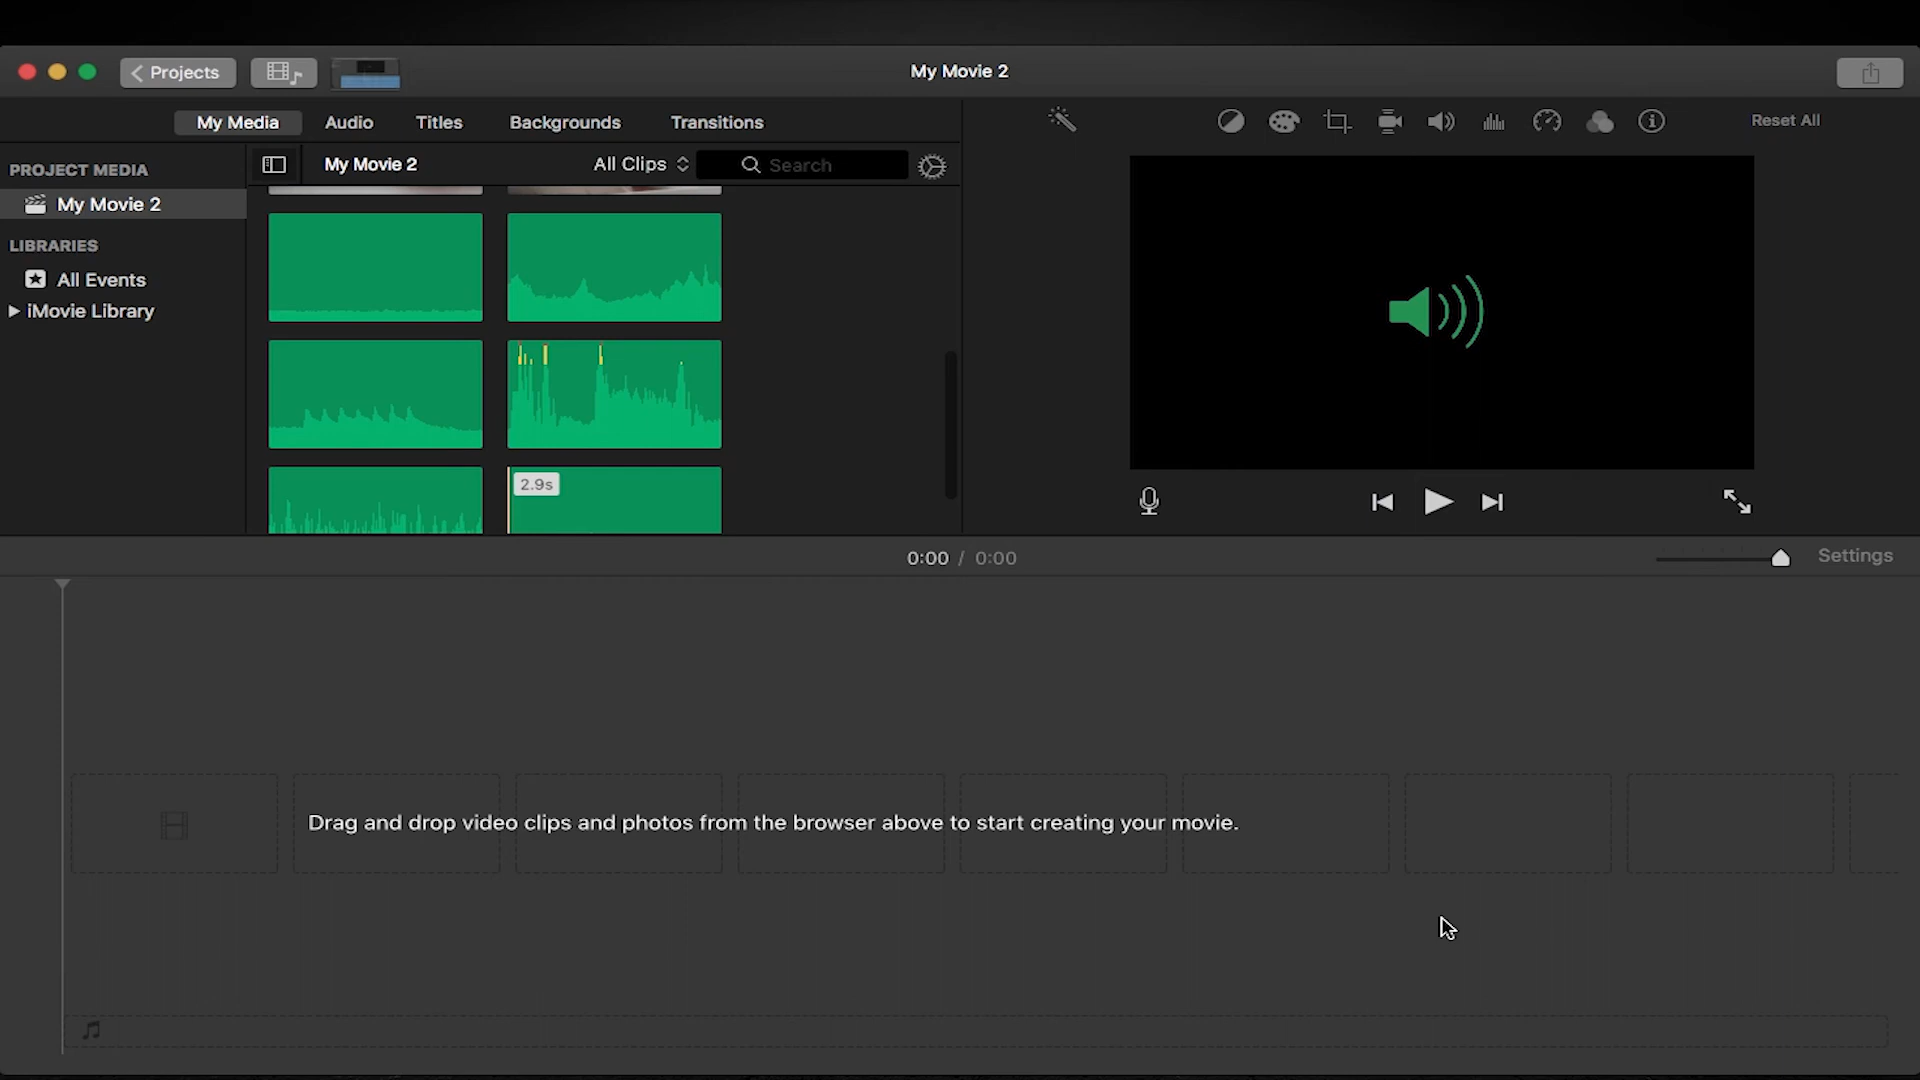 Projects
My Movie 2
My Media
Audio
Titles
Backgrounds
Transitions
Reset All
PROJECT MEDIA
My Movie 2
LIBRARIES
All Events
iMovie Library
My Movie 2
All Clips
Search
2.9s
0:00 / 0:00
Settings
Drag and drop video clips and photos from the browser above to start creating your movie.